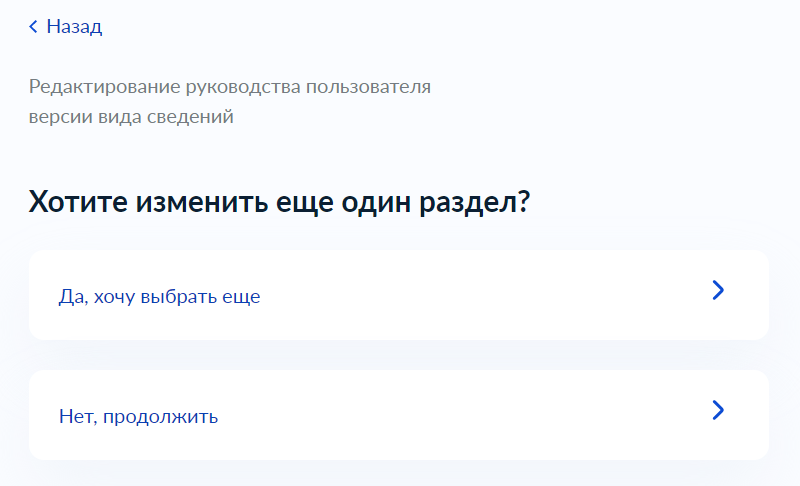 Назад
Редактирование руководства пользователя
версии вида сведений
Хотите изменить еще один раздел?
Да, хочу выбрать еще
Нет, продолжить